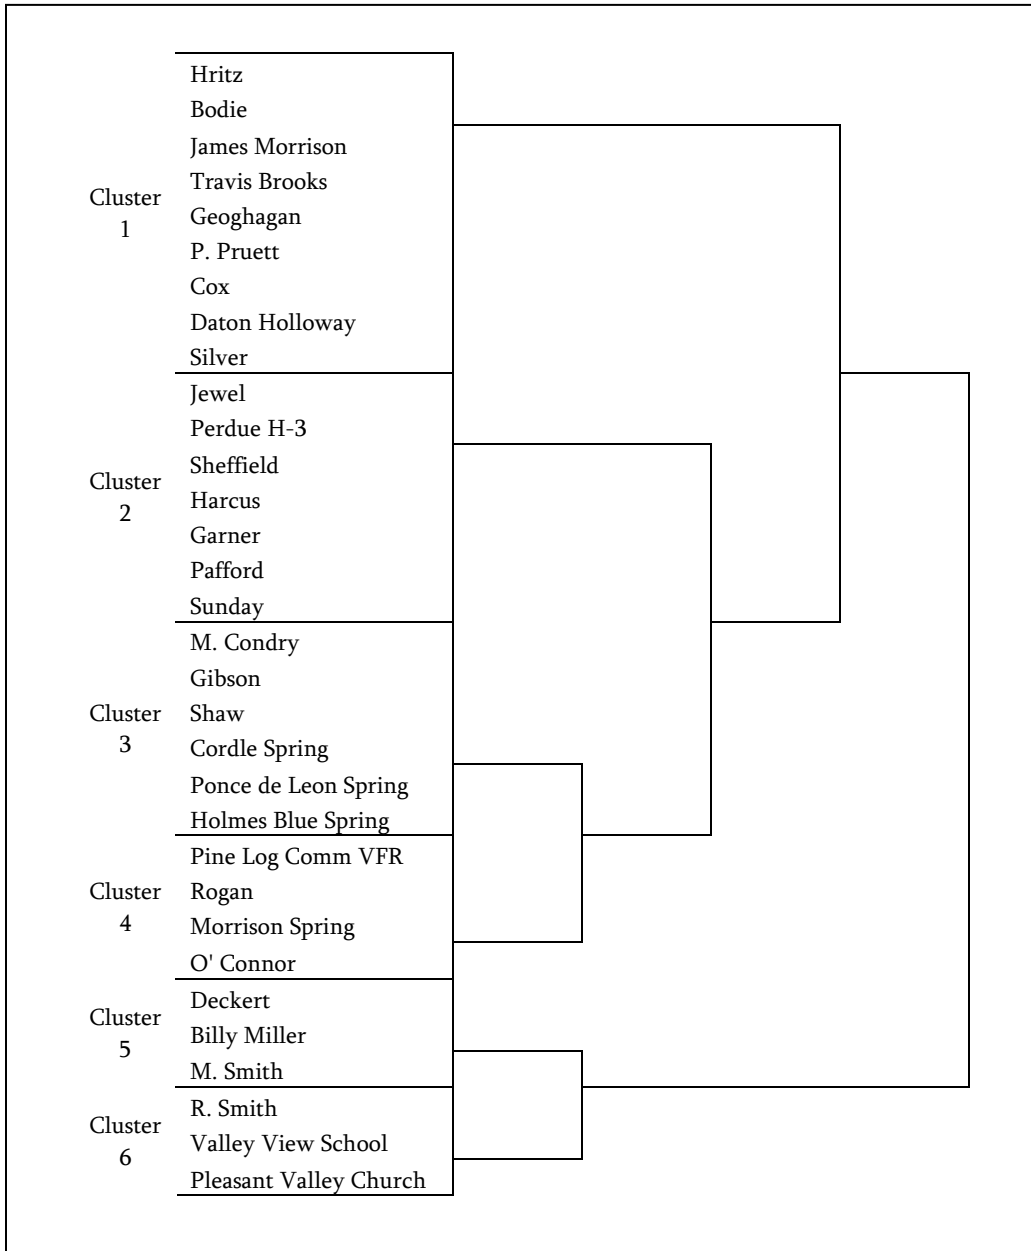 Cluster
1
Hritz
Bodie
James Morrison
Travis Brooks
Geoghagan
P. Pruett
Cox
Daton Holloway
Silver
Cluster
2
Jewel
Perdue H-3
Sheffield
Harcus
Garner
Pafford
Sunday
Cluster
3
M. Condry
Gibson
Shaw
Cordle Spring
Ponce de Leon Spring
Holmes Blue Spring
Cluster
4
Pine Log Comm VFR
Rogan
Morrison Spring
O' Connor
Cluster
5
Deckert
Billy Miller
M. Smith
Cluster
6
R. Smith
Valley View School
Pleasant Valley Church